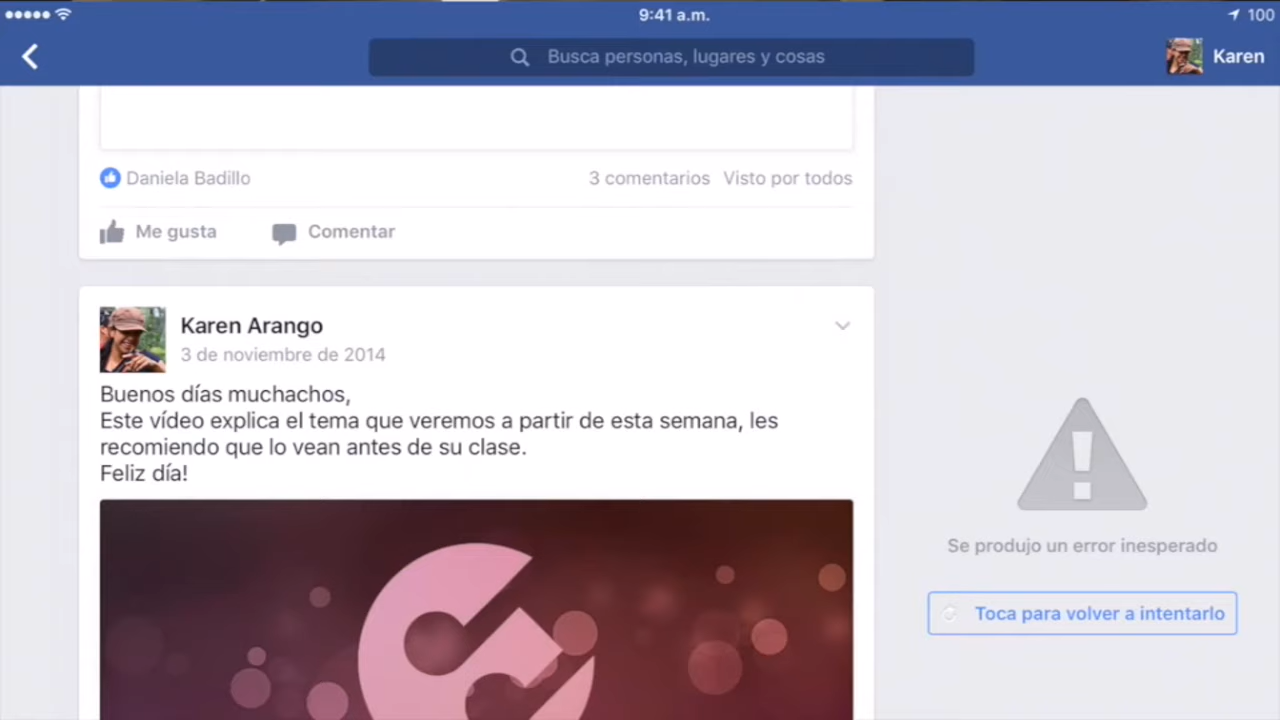 9:41 a.m.
100
Busca personas, lugares y cosas
Karen
Daniela Badillo
3 comentarios Visto por todos
Me gusta
Comentar
Karen Arango
3 de noviembre de 2014
Buenos días muchachos,
Este vídeo explica el tema que veremos a partir de esta semana, les
recomiendo que lo vean antes de su clase.
Feliz día!
Se produjo un error inesperado
Toca para volver a intentarlo